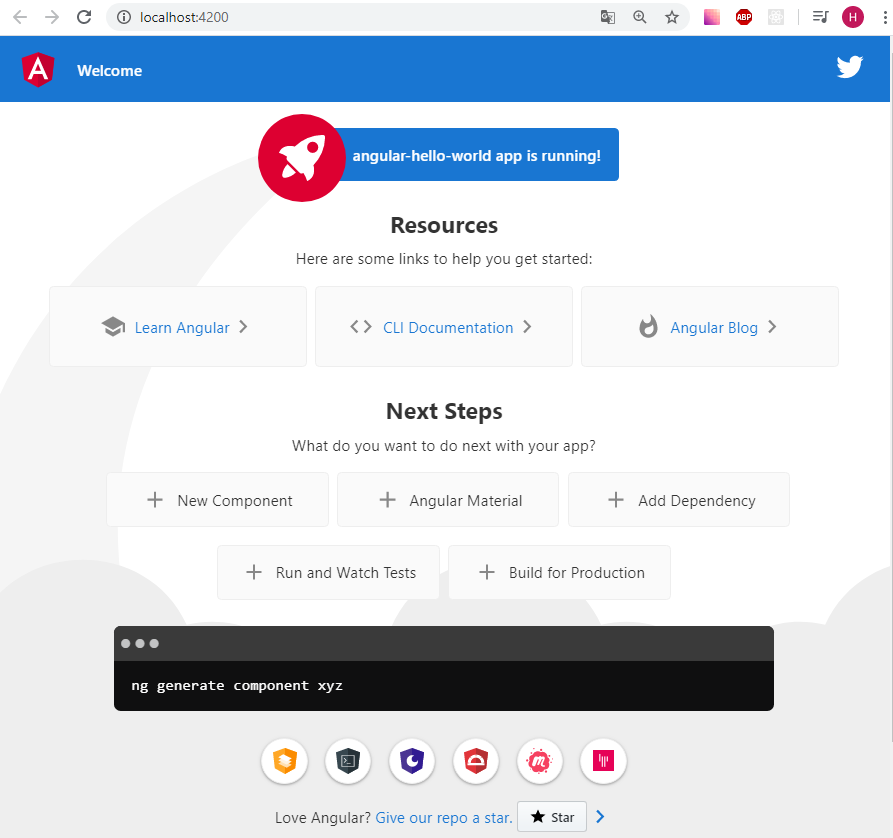 localhost:4200
ABP
H
A
Welcome
angular-hello-world app is running!
Resources
Here are some links to help you get started:
Learn Angular
CLI Documentation
Angular Blog
Next Steps
What do you want to do next with your app?
New Component
Angular Material
Add Dependency
Run and Watch Tests
Build for Production
ng generate component xyz
m
Love Angular? Give our repo a star. Star